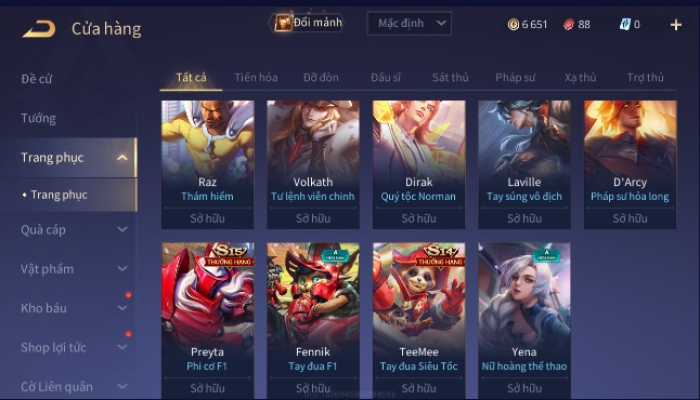 Cửa hàng
Đổi mảnh
Mặc định
6 651
88
0
Đề cử
Tướng
Trang phục
• Trang phục
Quà cáp
Vật phẩm
Kho báu
Shop lợi tức
Cờ Liên quân
Tất cả Tiến hóa Đỡ đòn Đấu sĩ Sát thủ Pháp sư Xạ thủ Trợ thủ
Raz
Thám hiểm
Sở hữu
Volkath
Tư lệnh viễn chinh
Sở hữu
Dirak
Quý tộc Norman
Sở hữu
Laville
Tay súng vô địch
Sở hữu
D'Arcy
Pháp sư hỏa long
Sở hữu
S15
THƯỞNG HẠNG
Preyta
Phi cơ F1
Sở hữu
A
Fennik
Tay đua F1
Sở hữu
S14
THƯỞNG HẠNG
TeeMee
Tay đua Siêu Tốc
Sở hữu
A
Yena
Nữ hoàng thể thao
Sở hữu